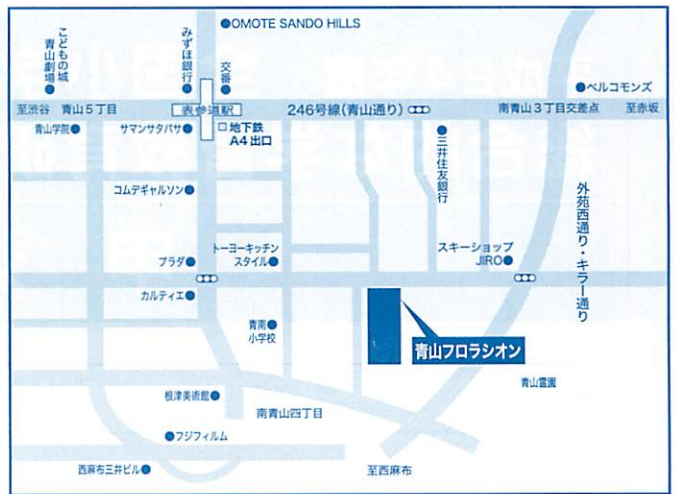 OMOTE SANDO HILLS
こどもの城
青山劇場
みずほ銀行
交番
ベルコモンズ
至渋谷
青山5丁目
表参道駅
246号線(青山通り)
南青山3丁目交差点
至赤坂
青山学院
サマンサタバサ
地下鉄
A4出口
三井住友銀行
コムデギャルソン
外苑西通り・キラー通り
プラダ
トーヨーキッチン
スタイル
スキーショップ
JIRO
カルティエ
青南
小学校
青山フロラシオン
青山霊園
根津美術館
南青山四丁目
フジフィルム
西麻布三井ビル
至西麻布